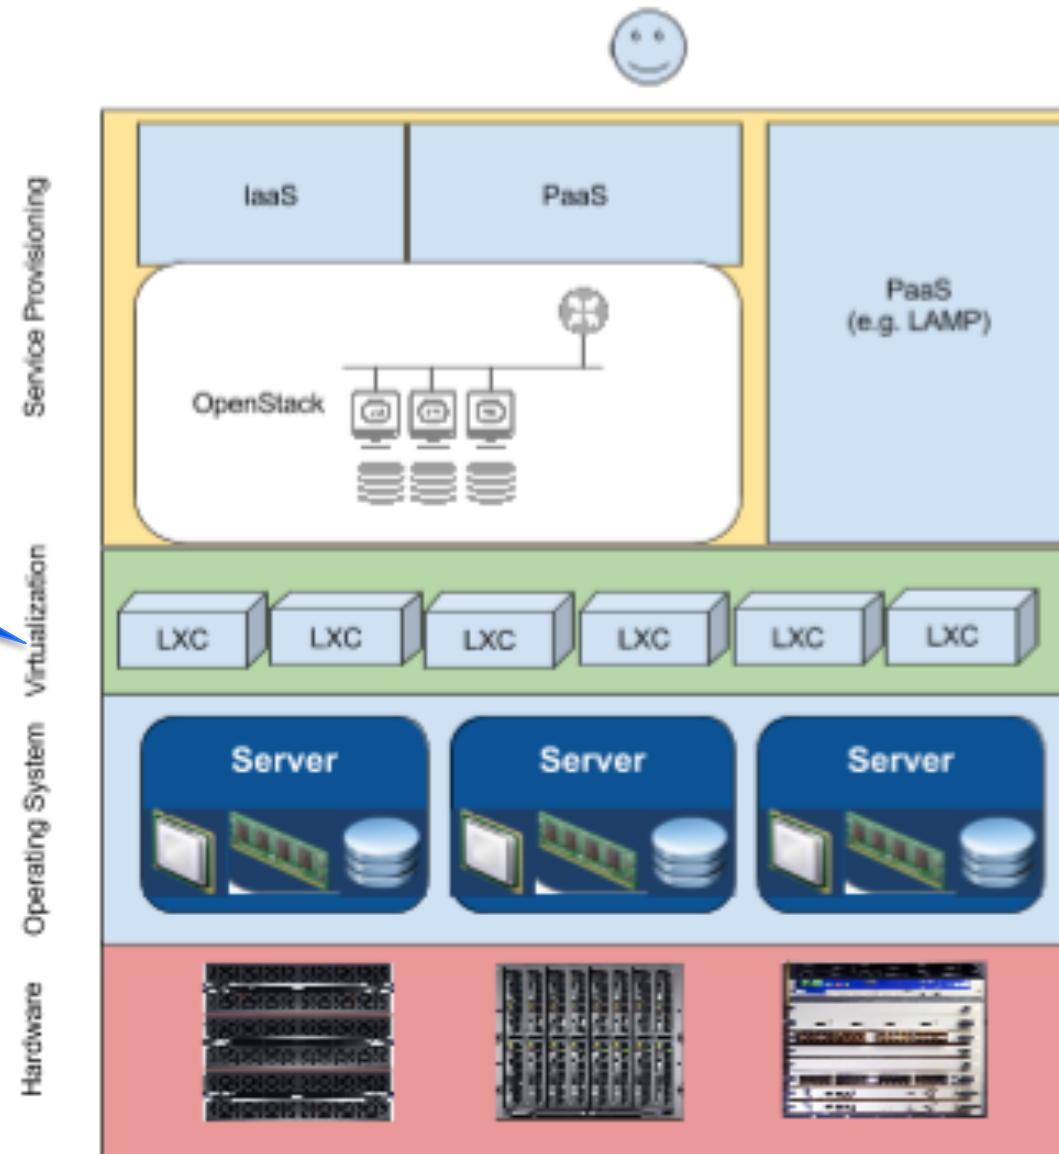 Service Provisioning
IaaS
PaaS
PaaS
(e.g. LAMP)
OpenStack
Virtualization
LXC
LXC
LXC
LXC
LXC
LXC
Operating System
Server
Server
Server
Hardware